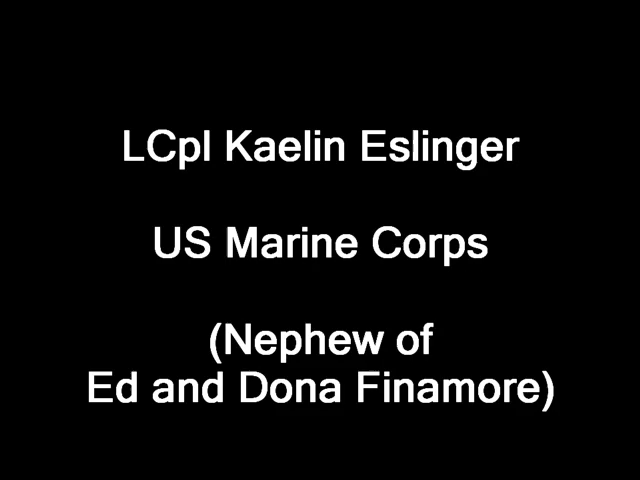 LCpl Kaelin Eslinger
US Marine Corps
(Nephew of
Ed and Dona Finamore)